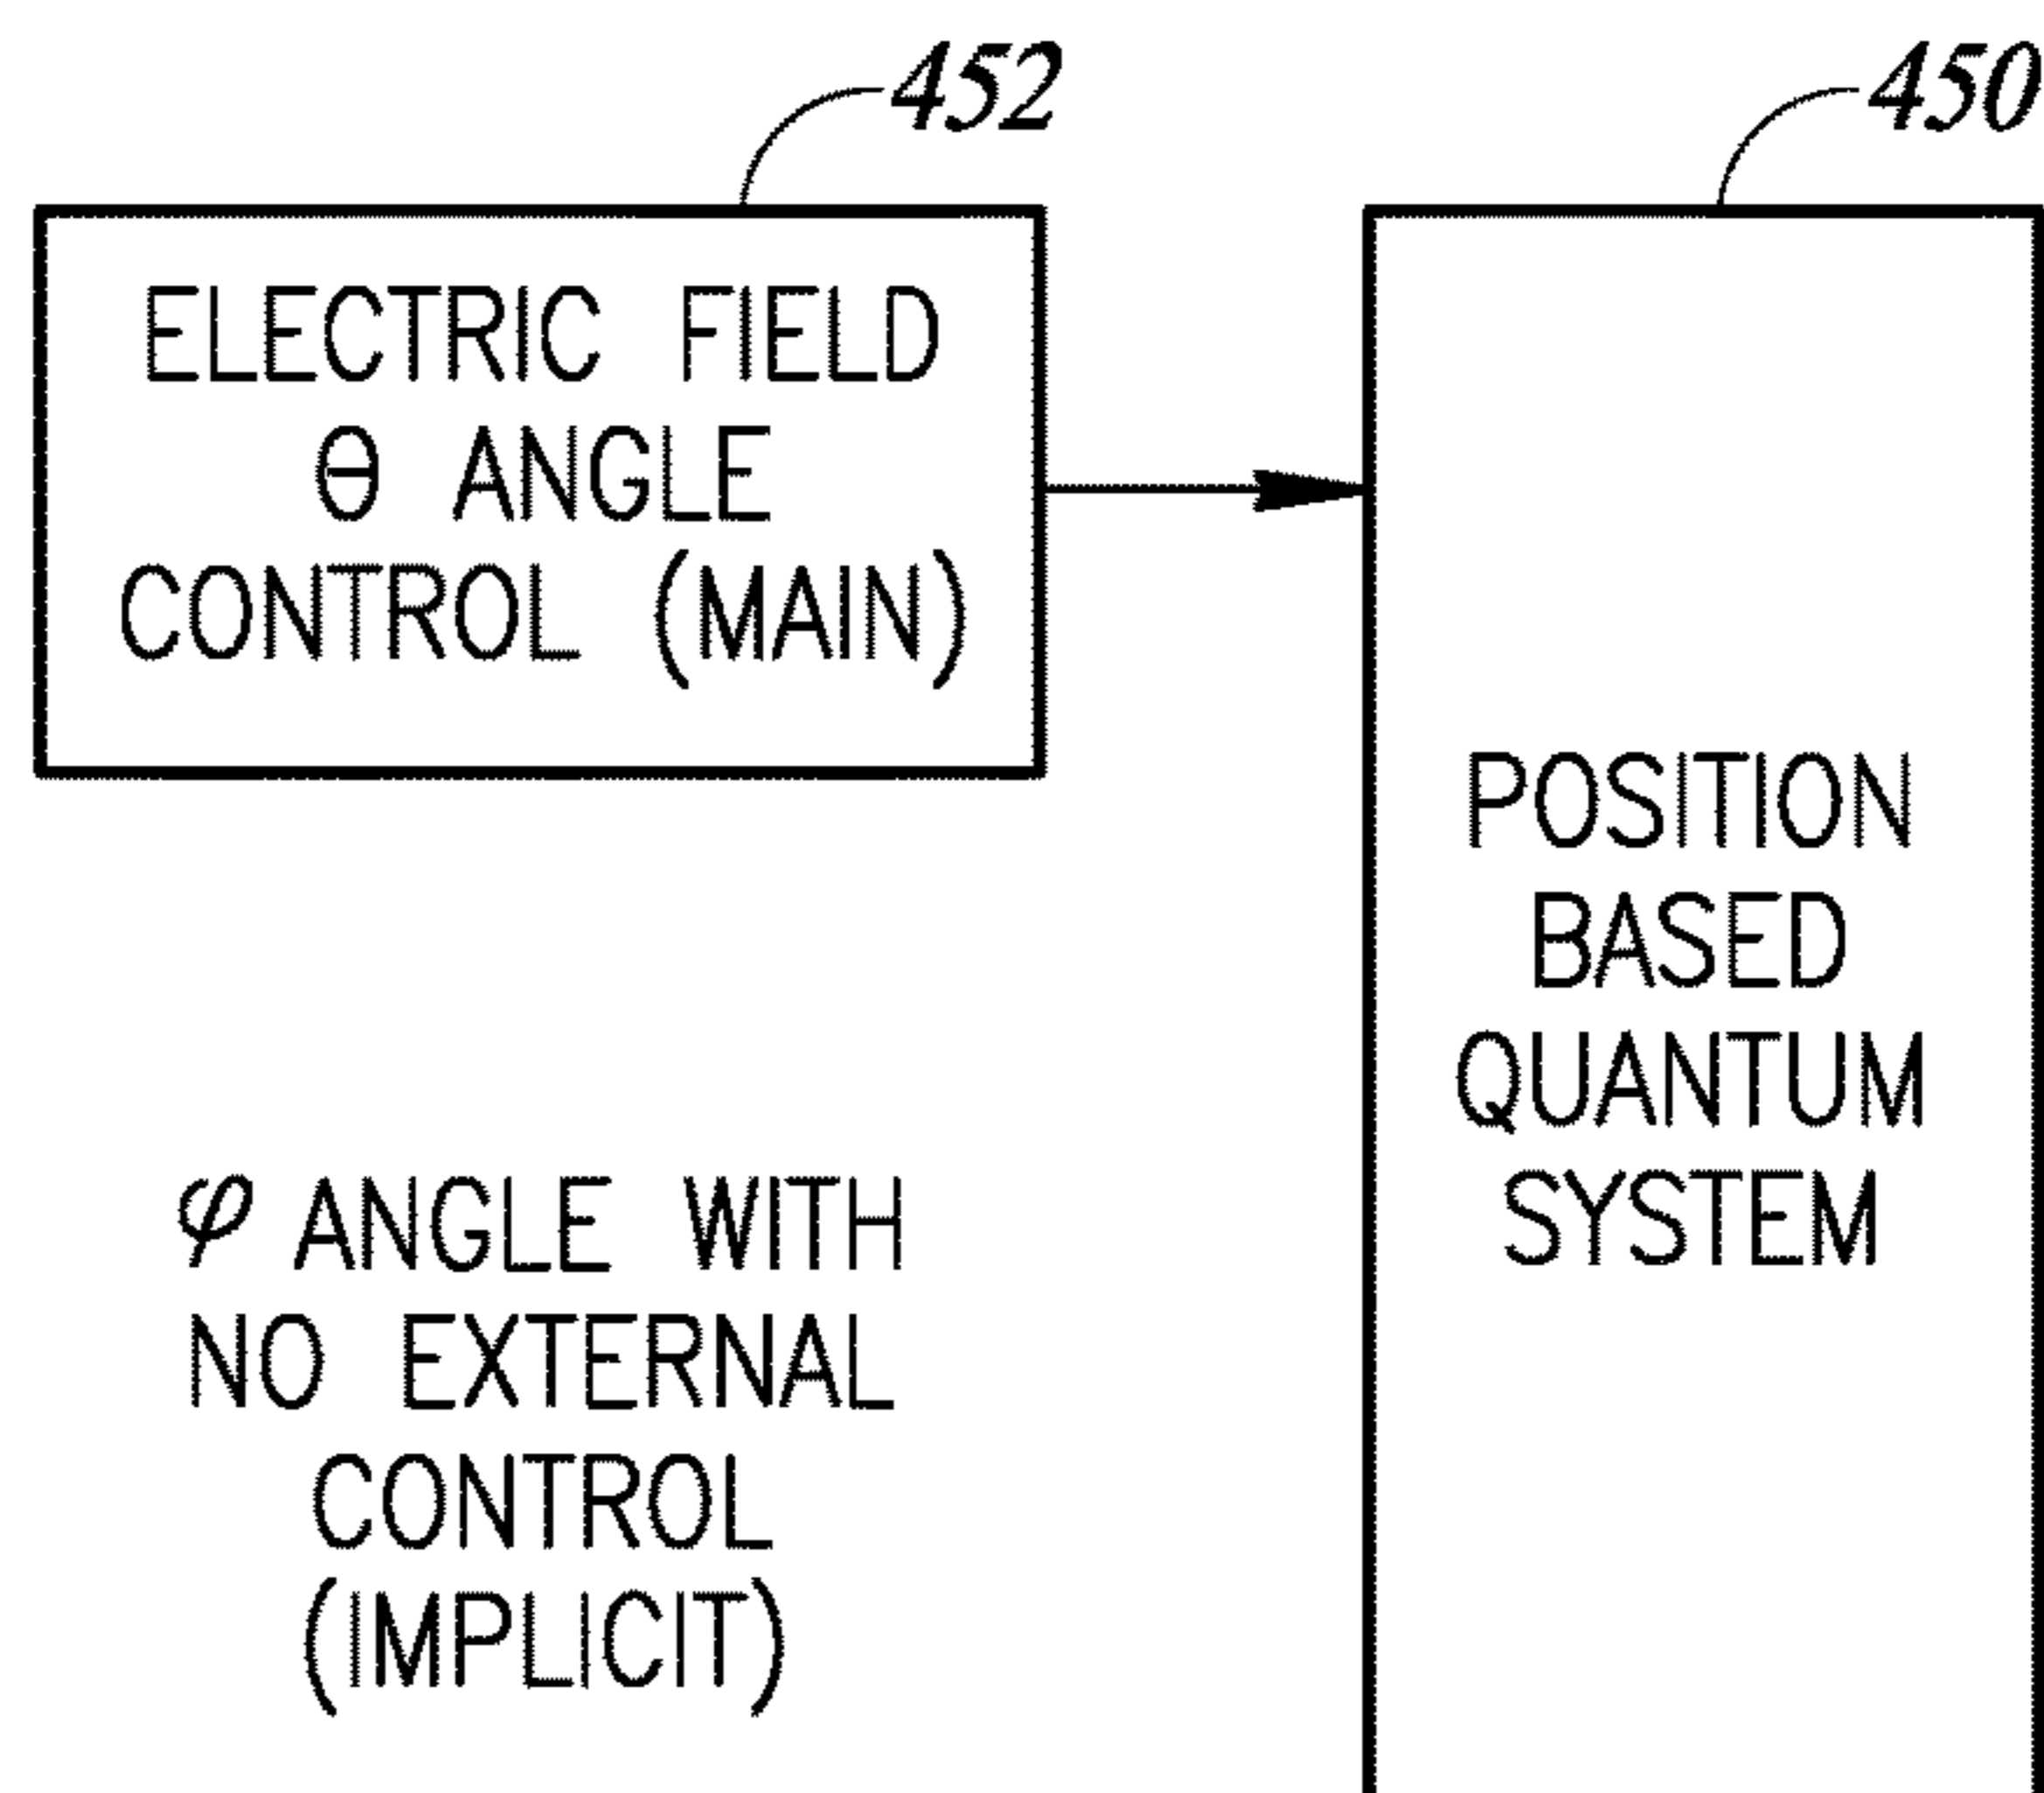 452
450
ELECTRIC FIELD
θ ANGLE
CONTROL (MAIN)
POSITION
BASED
QUANTUM
SYSTEM
φ ANGLE WITH
NO EXTERNAL
CONTROL
(IMPLICIT)